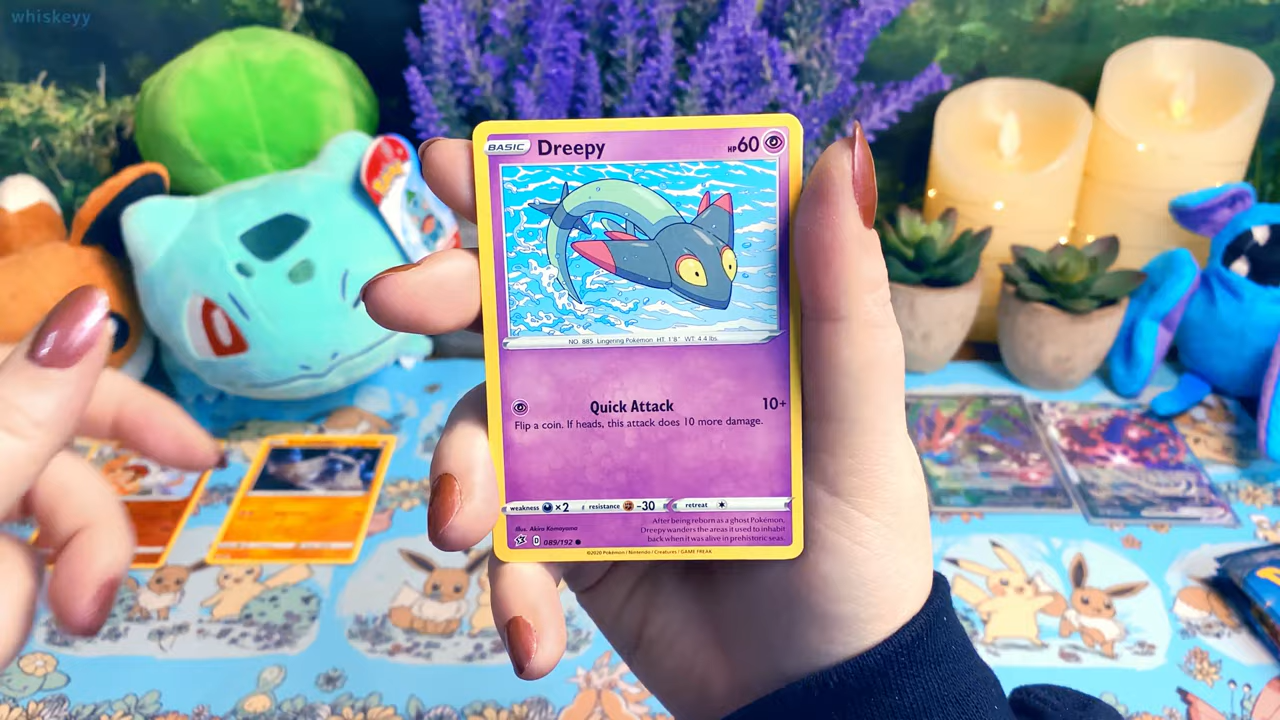 whiskeyy
BASIC Dreepy HP 60
NO. 885 Lingering Pokémon HT. 1'8" WT. 4.4 lbs.
Quick Attack 10+
Flip a coin. If heads, this attack does 10 more damage.
weakness ×2 resistance -30 retreat
Illus. Akira Komayama
After being reborn as a ghost Pokémon,
Dreepy wanders the areas it used to inhabit
back when it was alive in prehistoric seas.
D 089/192
©2020 Pokémon / Nintendo / Creatures / GAME FREAK